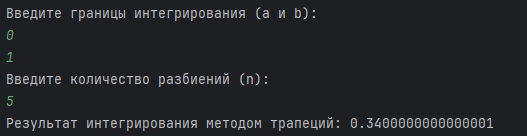 Введите границы интегрирования (a и b):
0
1
Введите количество разбиений (n):
5
Результат интегрирования методом трапеций: 0.3400000000000001